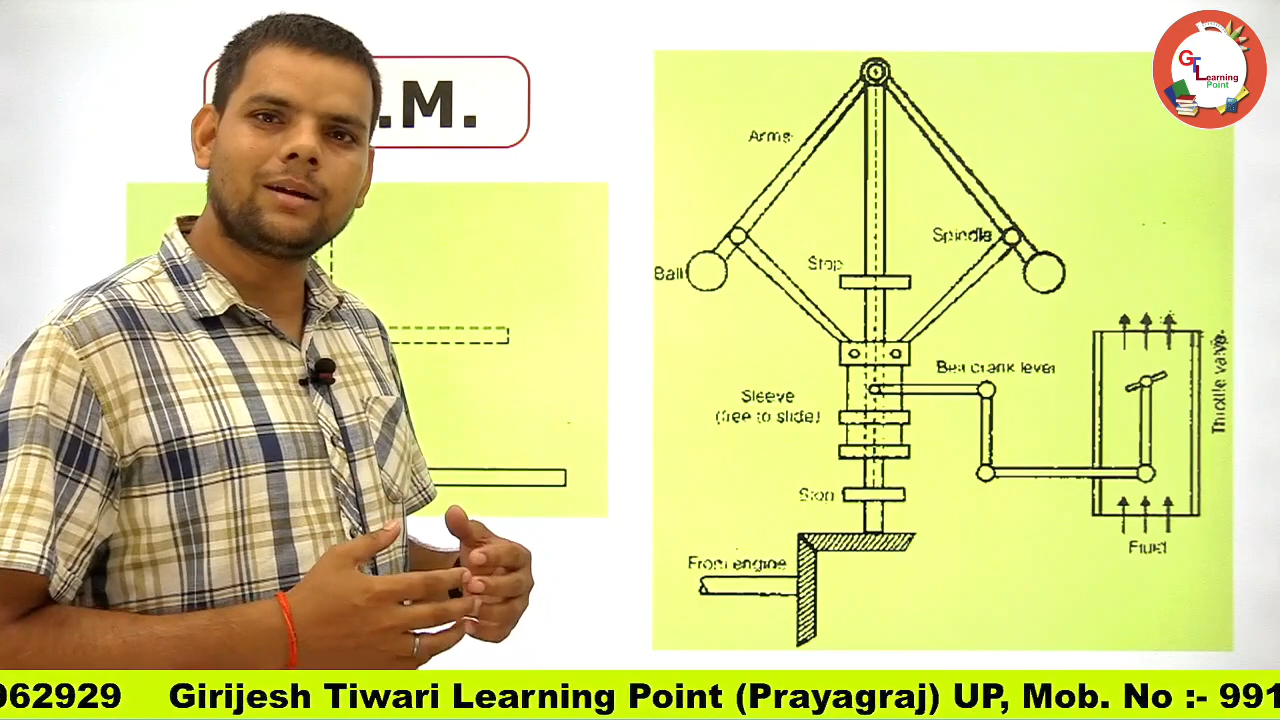 .M.
GT Learning
Point
Arms
Spindle
Stop
Ball
Bell crank lever
Sleeve
(free to slide)
Throttle valve
Stop
From engine
Fluid
962929 Girijesh Tiwari Learning Point (Prayagraj) UP, Mob. No :- 991